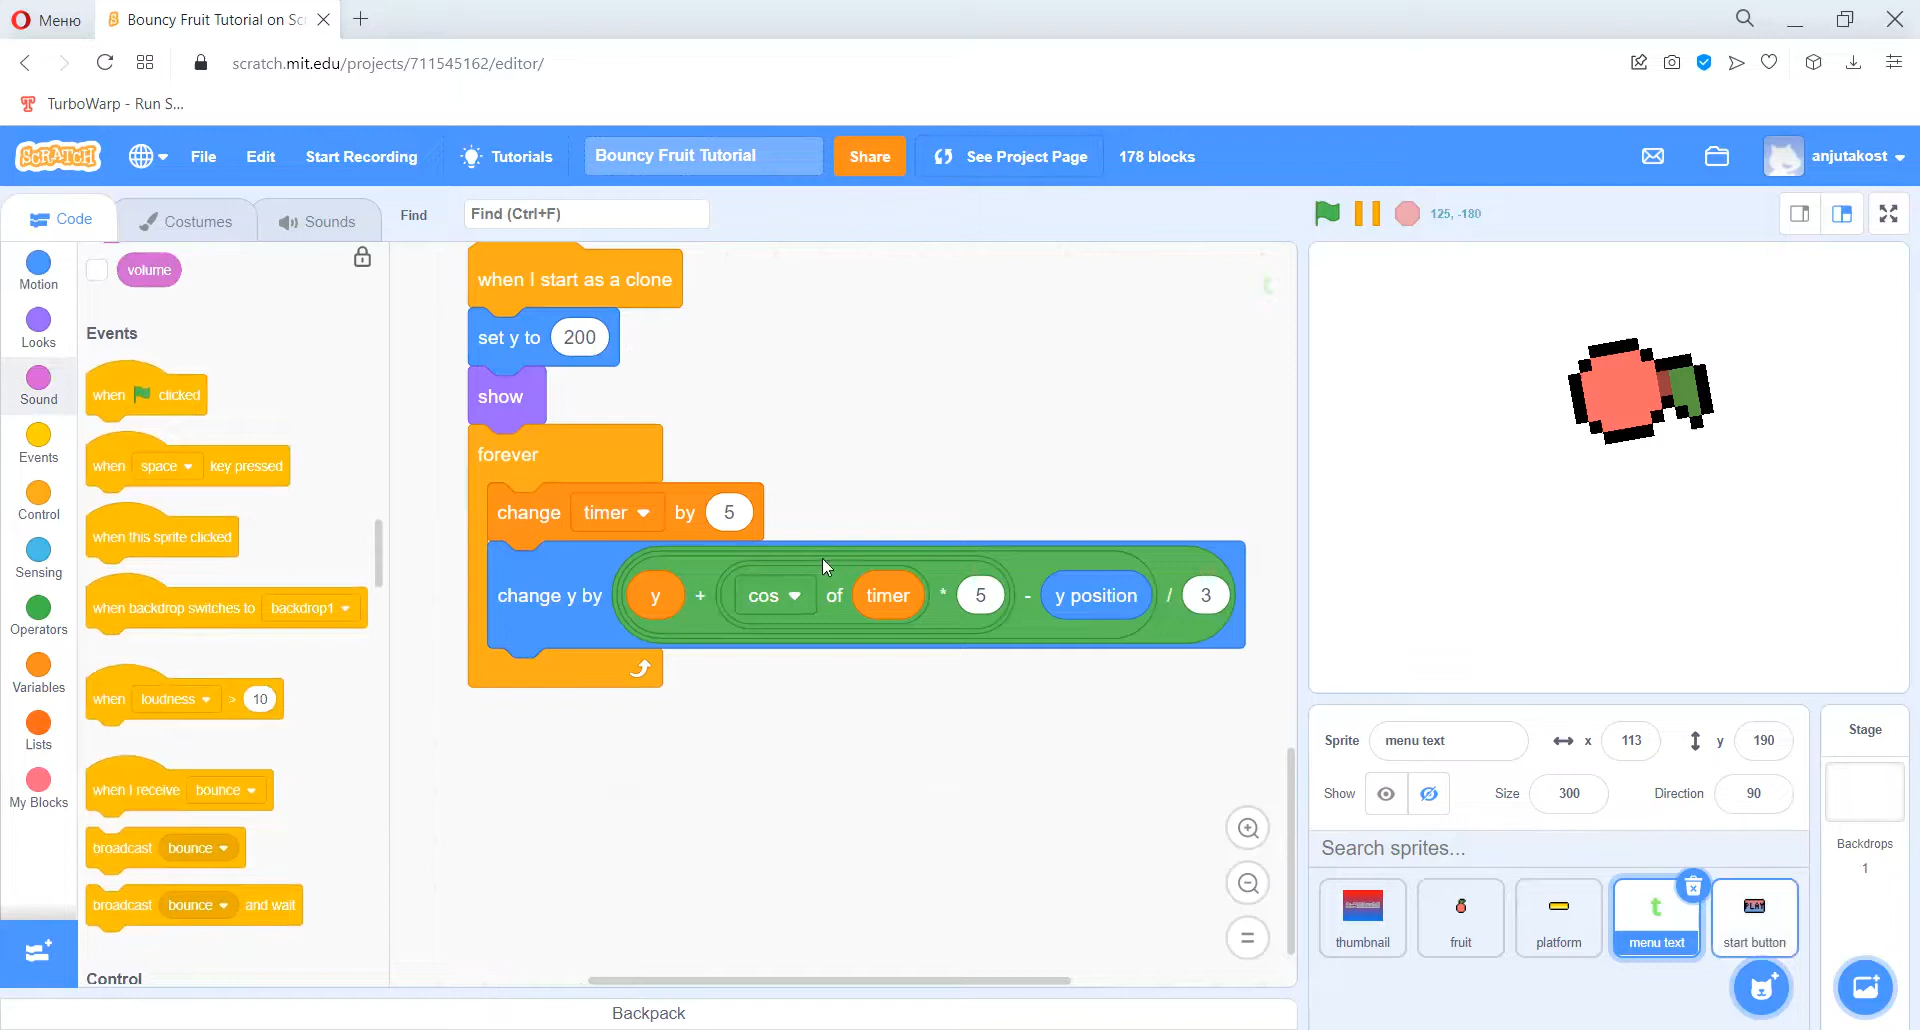 Меню
Bouncy Fruit Tutorial on Sc
scratch.mit.edu/projects/711545162/editor/
TurboWarp - Run S...
SCRATCH
File
Edit
Start Recording
Tutorials
Bouncy Fruit Tutorial
Share
See Project Page
178 blocks
anjutakost
Code
Costumes
Sounds
Find
Find (Ctrl+F)
125, -180
Motion
Looks
Sound
Events
Control
Sensing
Operators
Variables
Lists
My Blocks
volume
Events
when clicked
when space key pressed
when this sprite clicked
when backdrop switches to backdrop1
when loudness > 10
when I receive bounce
broadcast bounce
broadcast bounce and wait
Control
when I start as a clone
set y to 200
show
forever
change timer by 5
change y by y + cos of timer * 5 - y position / 3
t
Sprite menu text x 113 y 190
Show Size 300 Direction 90
Search sprites...
thumbnail
fruit
platform
t
menu text
PLAY
start button
Stage
Backdrops
1
Backpack